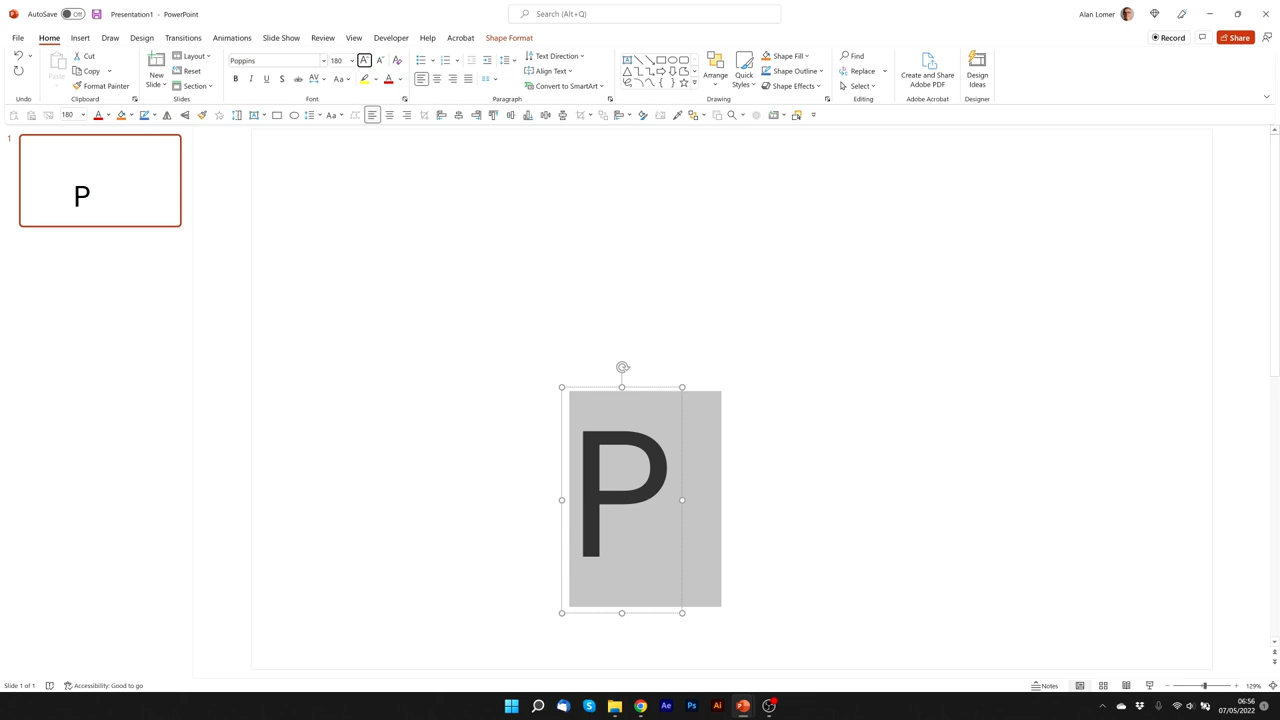 AutoSave Off Presentation1 - PowerPoint Search (Alt+Q) Alan Lomer
File Home Insert Draw Design Transitions Animations Slide Show Review View Developer Help Acrobat Shape Format Record Share
Paste Cut Copy Format Painter
New Slide Layout Reset Section
Poppins 180
Text Direction Align Text Convert to SmartArt
Arrange Quick Styles Shape Fill Shape Outline Shape Effects
Find Replace Select
Create and Share Adobe PDF
Design Ideas
Undo Clipboard Slides Font Paragraph Drawing Editing Adobe Acrobat Designer
180
1
P
P
Slide 1 of 1 Accessibility: Good to go Notes 129%
06:56
07/05/2022